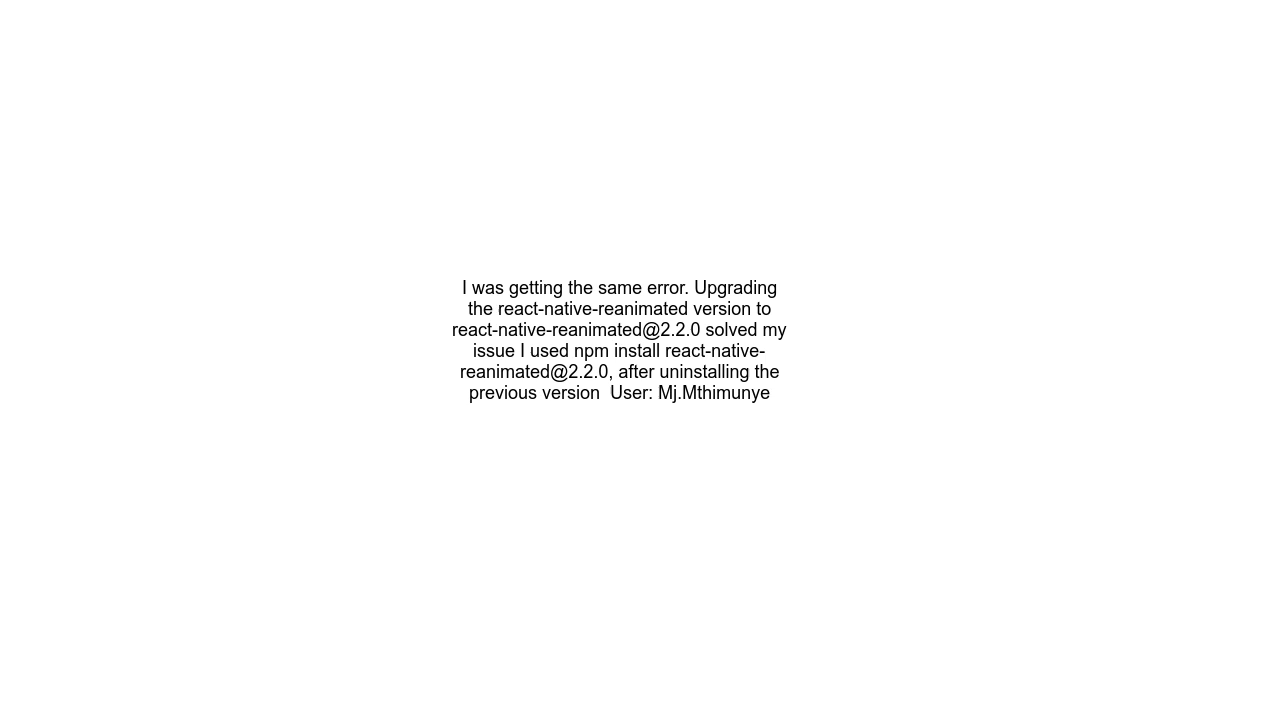 I was getting the same error. Upgrading
the react-native-reanimated version to
react-native-reanimated@2.2.0 solved my
issue I used npm install react-native-
reanimated@2.2.0, after uninstalling the
previous version  User: Mj.Mthimunye